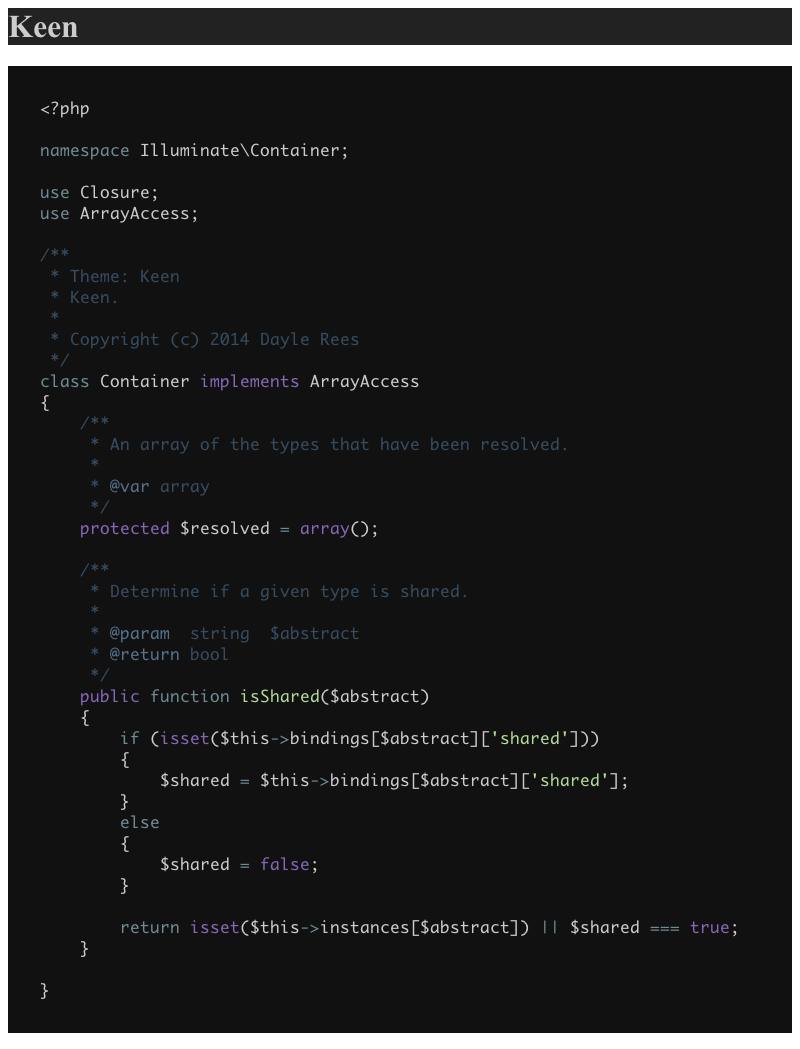 Keen
<?php
namespace Illuminate\Container;
use Closure;
use ArrayAccess;
/**
 * Theme: Keen
 * Keen.
 *
 * Copyright (c) 2014 Dayle Rees
 */
class Container implements ArrayAccess
{
    /**
     * An array of the types that have been resolved.
     *
     * @var array
     */
    protected $resolved = array();
    /**
     * Determine if a given type is shared.
     *
     * @param  string  $abstract
     * @return bool
     */
    public function isShared($abstract)
    {
        if (isset($this->bindings[$abstract]['shared']))
        {
            $shared = $this->bindings[$abstract]['shared'];
        }
        else
        {
            $shared = false;
        }
        return isset($this->instances[$abstract]) || $shared === true;
    }
}